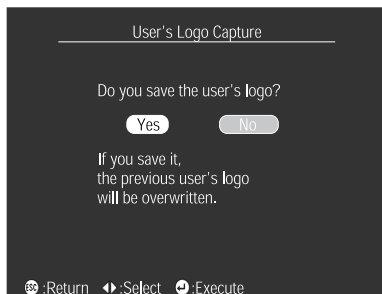 User's Logo Capture
Do you save the user's logo?
Yes No
If you save it,
the previous user's logo
will be overwritten.
ESC :Return :Select :Execute